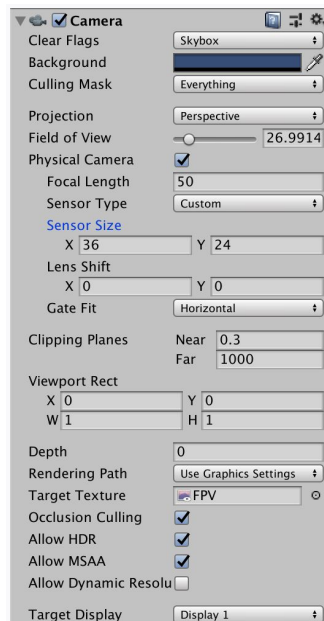 Camera
Clear Flags Skybox
Background
Culling Mask Everything
Projection Perspective
Field of View 26.9914
Physical Camera
Focal Length 50
Sensor Type Custom
Sensor Size
X 36 Y 24
Lens Shift
X 0 Y 0
Gate Fit Horizontal
Clipping Planes Near 0.3
Far 1000
Viewport Rect
X 0 Y 0
W 1 H 1
Depth 0
Rendering Path Use Graphics Settings
Target Texture FPV
Occlusion Culling
Allow HDR
Allow MSAA
Allow Dynamic Resolu
Target Display Display 1